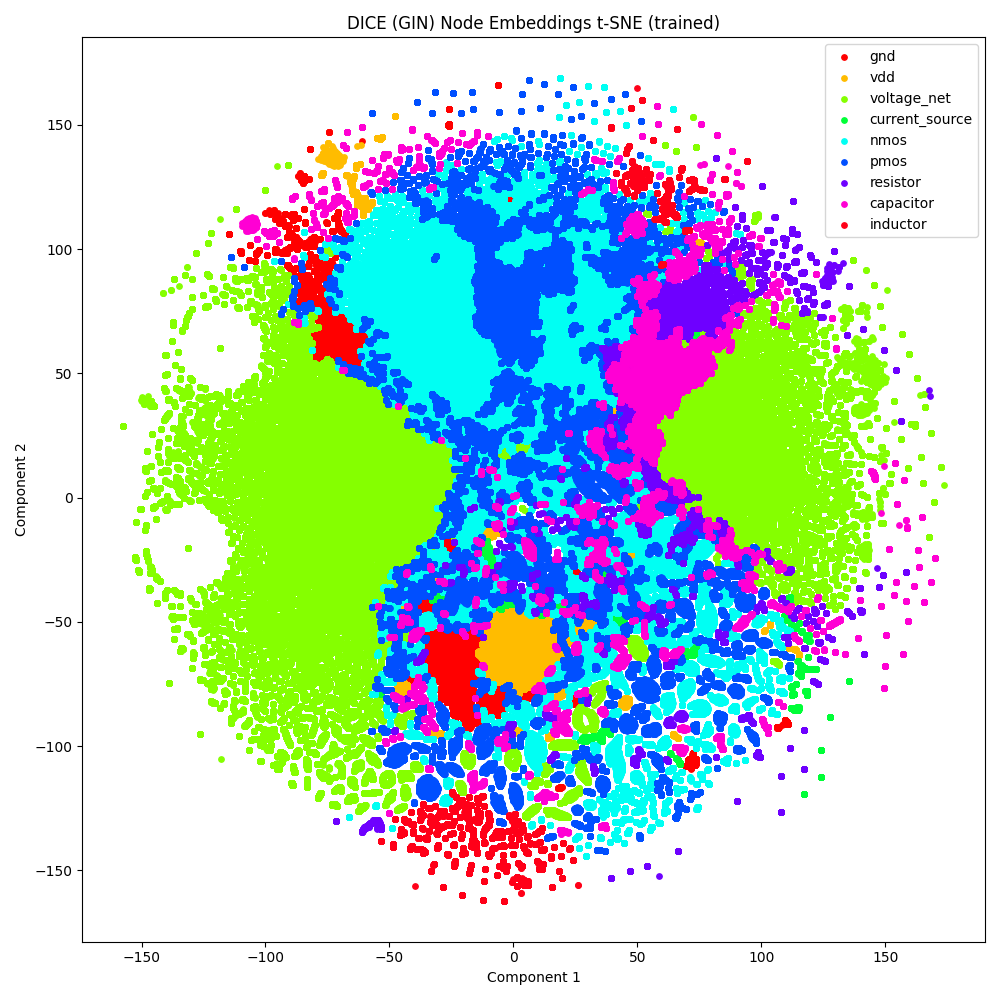 DICE (GIN) Node Embeddings t-SNE (trained)
gnd
vdd
voltage_net
current_source
nmos
pmos
resistor
capacitor
inductor
150
100
50
0
−50
−100
−150
Component 2
−150 −100 −50 0 50 100 150
Component 1